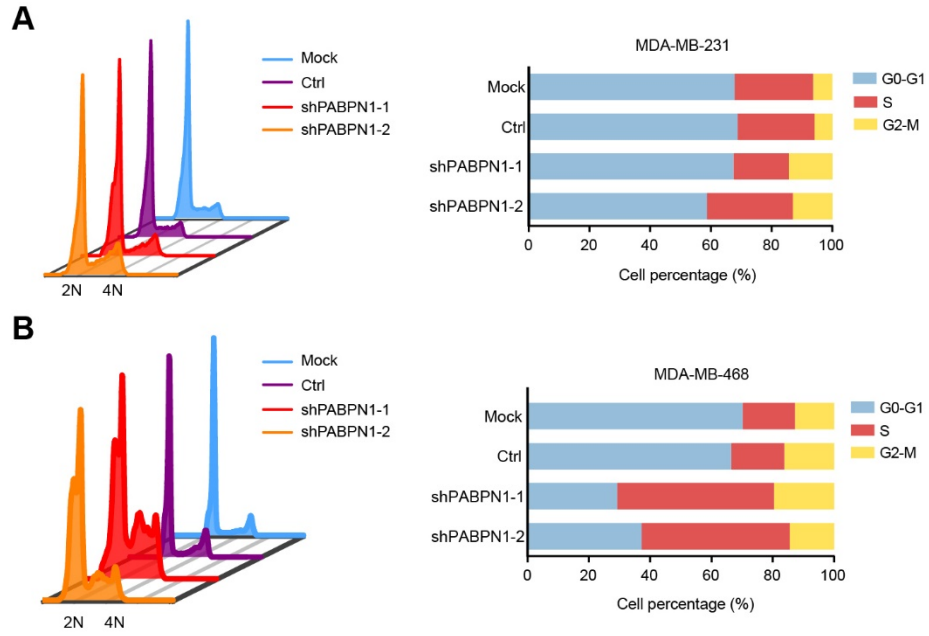 A
Mock
Ctrl
shPABPN1-1
shPABPN1-2
2N 4N
MDA-MB-231
Mock
Ctrl
shPABPN1-1
shPABPN1-2
0 20 40 60 80 100
Cell percentage (%)
G0-G1
S
G2-M
B
Mock
Ctrl
shPABPN1-1
shPABPN1-2
2N 4N
MDA-MB-468
Mock
Ctrl
shPABPN1-1
shPABPN1-2
0 20 40 60 80 100
Cell percentage (%)
G0-G1
S
G2-M